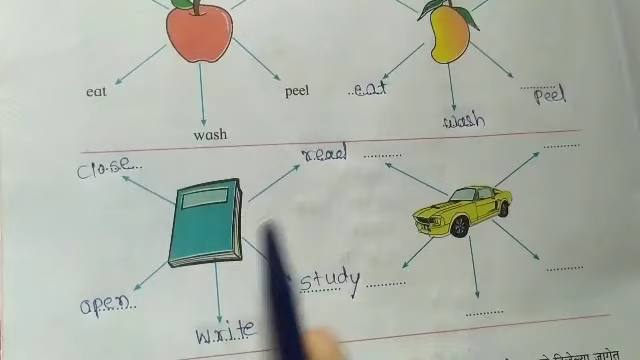 eat
peel
wash
eat
peel
wash
close
read
open
write
study
दिलेल्या जागेत